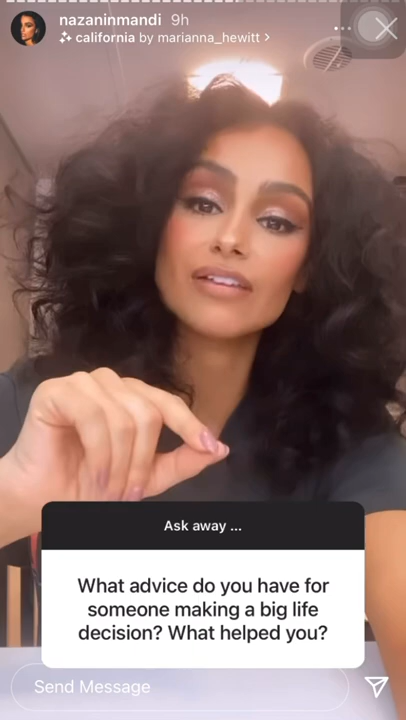 nazaninmandi 9h
california by marianna_hewitt >
Ask away ...
What advice do you have for
someone making a big life
decision? What helped you?
Send Message